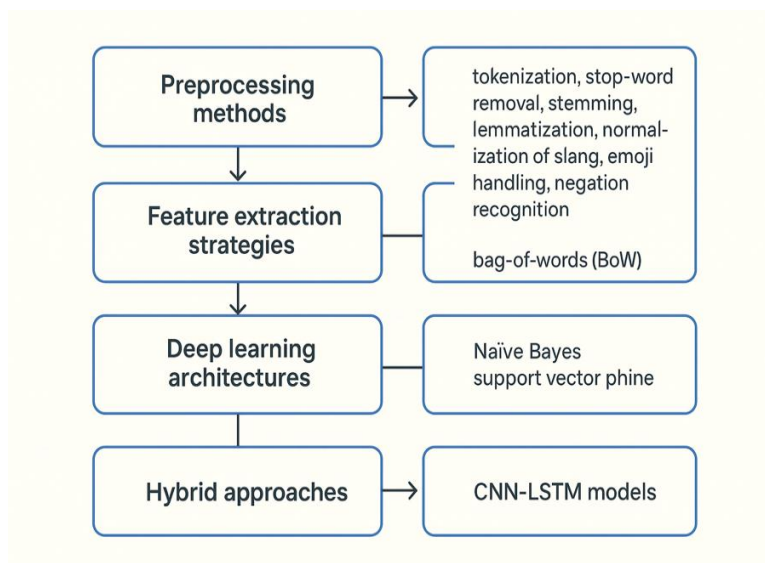 Preprocessing
methods
tokenization, stop-word
removal, stemming,
lemmatization, normal-
ization of slang, emoji
handling, negation
recognition
Feature extraction
strategies
bag-of-words (BoW)
Deep learning
architectures
Naïve Bayes
support vector phine
Hybrid approaches
CNN-LSTM models